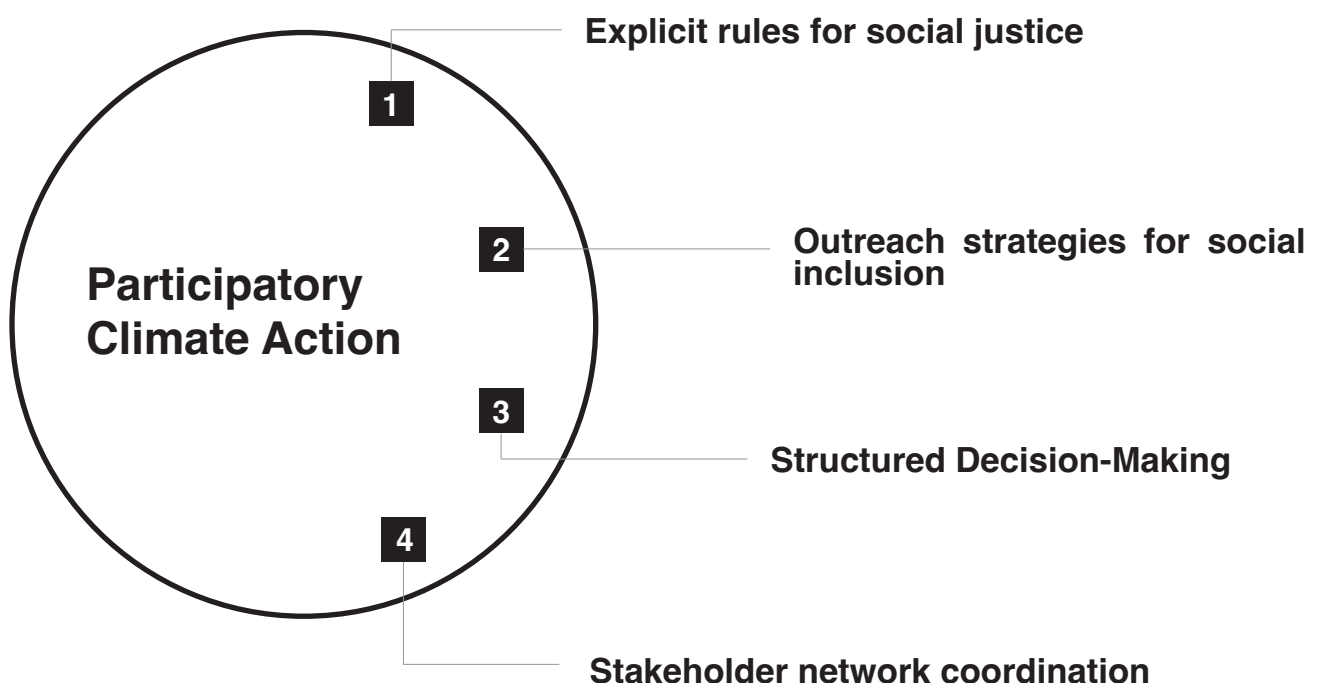 Explicit rules for social justice
1
2
Outreach strategies for social
inclusion
Participatory
Climate Action
3
Structured Decision-Making
4
Stakeholder network coordination